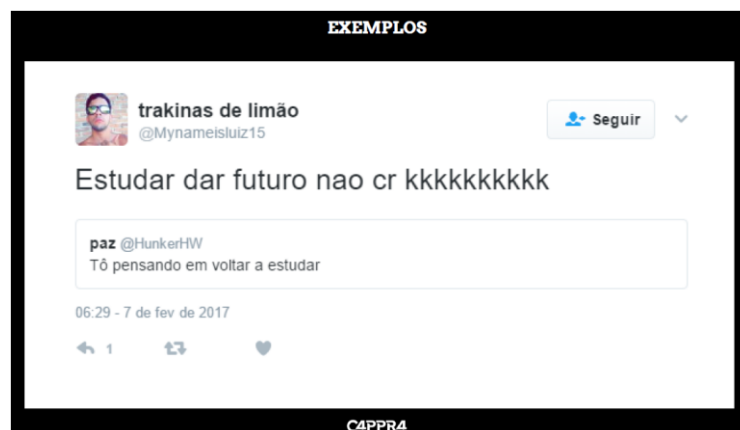 EXEMPLOS
trakinas de limão
@Mynameisluiz15
Seguir
Estudar dar futuro nao cr kkkkkkkkkk
paz @HunkerHW
Tô pensando em voltar a estudar
06:29 - 7 de fev de 2017
1
C4PPR4